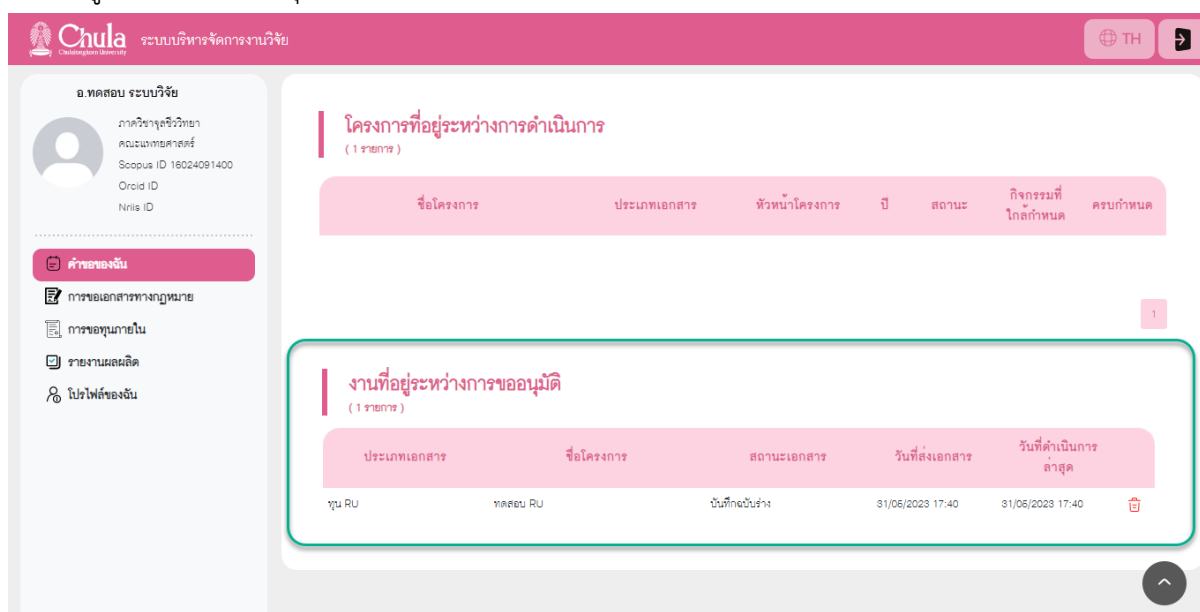 Chula
Chulalongkorn University
ระบบบริหารจัดการงานวิจัย
TH
อ.ทดสอบ ระบบวิจัย
ภาควิชาจุลชีววิทยา
คณะแพทยศาสตร์
Scopus ID 16024091400
Orcid ID
Nriis ID
คำขอของฉัน
การขอเอกสารทางกฎหมาย
การขอทุนภายใน
รายงานผลผลิต
โปรไฟล์ของฉัน
โครงการที่อยู่ระหว่างการดำเนินการ
( 1 รายการ )
ชื่อโครงการ ประเภทเอกสาร หัวหน้าโครงการ ปี สถานะ กิจกรรมที่ใกล้กำหนด ครบกำหนด
1
งานที่อยู่ระหว่างการขออนุมัติ
( 1 รายการ )
ประเภทเอกสาร ชื่อโครงการ สถานะเอกสาร วันที่ส่งเอกสาร วันที่ดำเนินการล่าสุด
ทุน RU ทดสอบ RU บันทึกฉบับร่าง 31/05/2023 17:40 31/05/2023 17:40